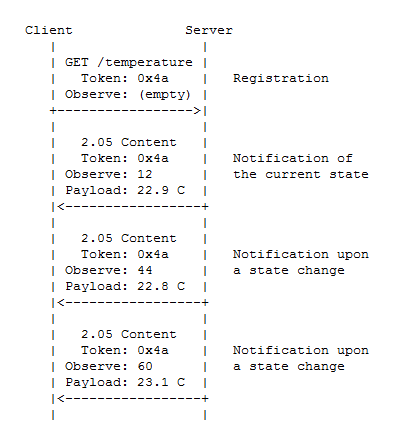 Client Server
GET /temperature
Token: 0x4a Registration
Observe: (empty)
2.05 Content
Token: 0x4a Notification of
Observe: 12 the current state
Payload: 22.9 C
2.05 Content
Token: 0x4a Notification upon
Observe: 44 a state change
Payload: 22.8 C
2.05 Content
Token: 0x4a Notification upon
Observe: 60 a state change
Payload: 23.1 C